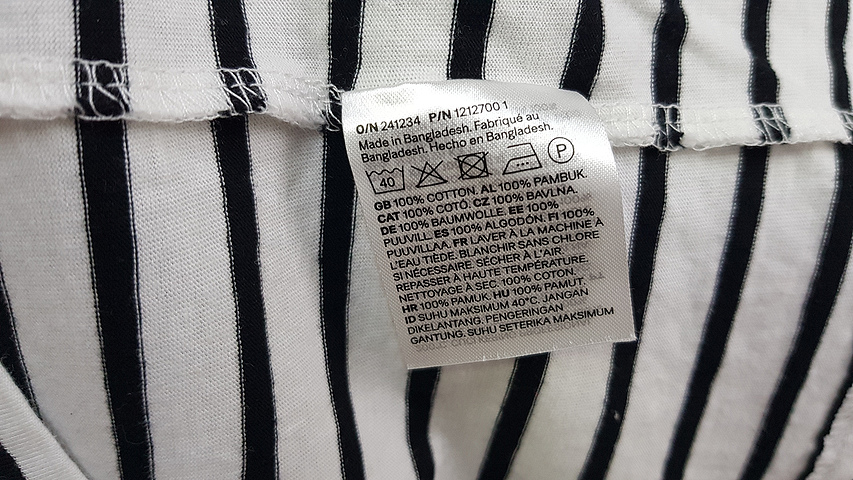 O/N 241234 P/N 1212700 1
Made in Bangladesh. Fabriqué au
Bangladesh. Hecho en Bangladesh.
40 P
GB 100% COTTON. AL 100% PAMBUK.
CAT 100% COTÓ. CZ 100% BAVLNA.
DE 100% BAUMWOLLE. EE 100%
PUUVILL. ES 100% ALGODÓN. FI 100%
PUUVILLAA. FR LAVER À LA MACHINE À
L'EAU TIÈDE. BLANCHIR SANS CHLORE
SI NÉCESSAIRE. SÉCHER À L'AIR.
REPASSER À HAUTE TEMPÉRATURE.
NETTOYAGE À SEC. 100% COTON.
HR 100% PAMUK. HU 100% PAMUT.
ID SUHU MAKSIMUM 40°C. JANGAN
DIKELANTANG. PENGERINGAN
GANTUNG. SUHU SETERIKA MAKSIMUM